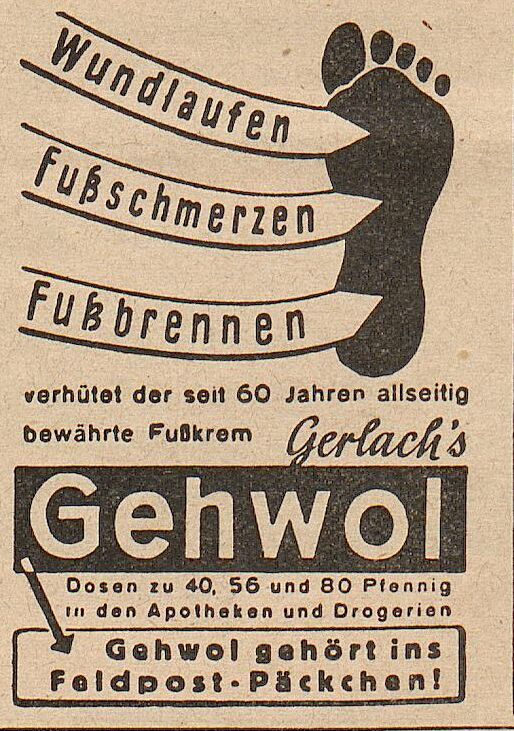 Wundlaufen
Fußschmerzen
Fußbrennen
verhütet der seit 60 Jahren allseitig
bewährte Fußkrem Gerlach's
Gehwol
Dosen zu 40, 56 und 80 Pfennig
in den Apotheken und Drogerien
Gehwol gehört ins
Feldpost-Päckchen!